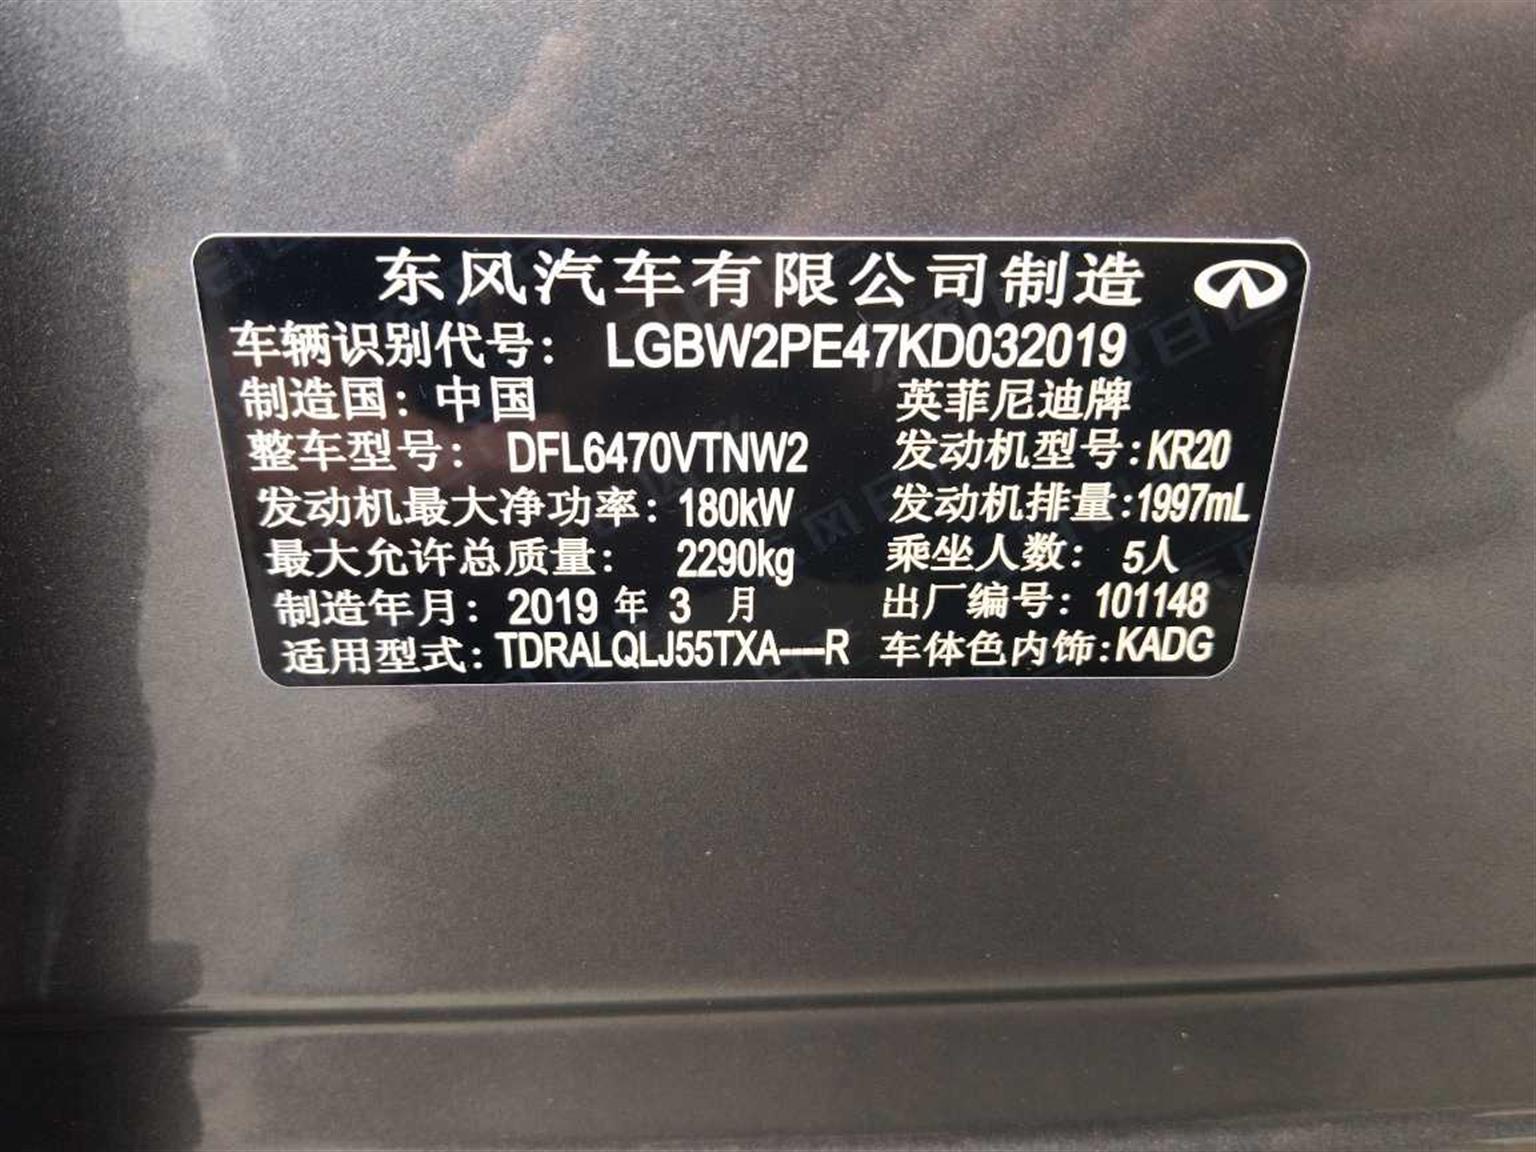 东风汽车有限公司制造
车辆识别代号： LGBW2PE47KD032019
制造国：中国 英菲尼迪牌
整车型号： DFL6470VTNW2 发动机型号:KR20
发动机最大净功率：180kW 发动机排量:1997mL
最大允许总质量： 2290kg 乘坐人数： 5人
制造年月：2019 年 3 月 出厂编号：101148
适用型式:TDRALQLJ55TXA----R 车体色内饰:KADG